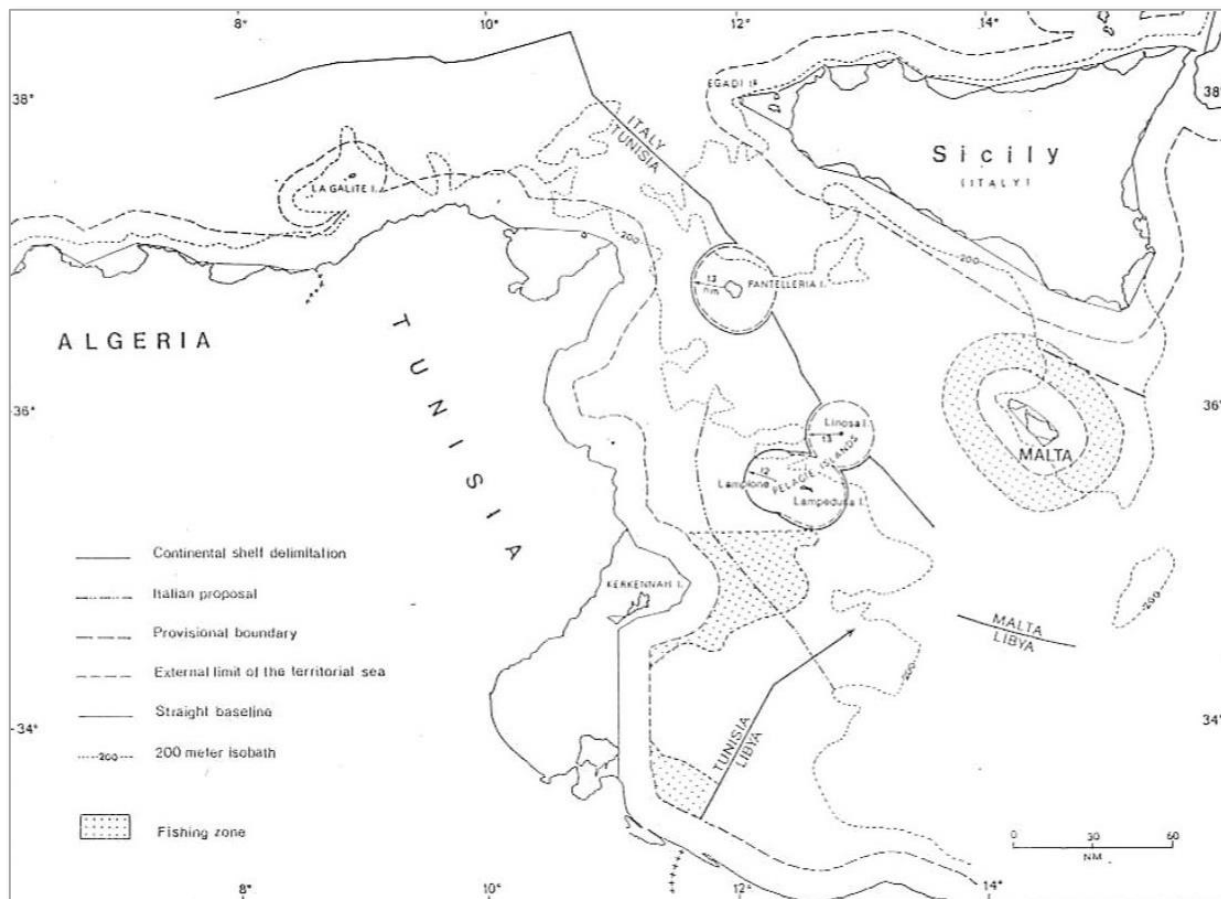 8°
10°
12°
14°
38°
38°
EGADI Iˢ
ITALY
TUNISIA
Sicily
(ITALY)
LA GALITE I.
200
200
13
nm
PANTELLERIA I.
ALGERIA
TUNISIA
36°
36°
Linosa I.
13
PELAGIE ISLANDS
12
Lampione
Lampedusa I.
MALTA
Continental shelf delimitation
KERKENNAH I.
Italian proposal
200
MALTA
LIBYA
Provisional boundary
200
External limit of the territorial sea
Straight baseline
34°
34°
TUNISIA
LIBYA
200
200 meter isobath
Fishing zone
0
30
60
NM
8°
10°
12°
14°